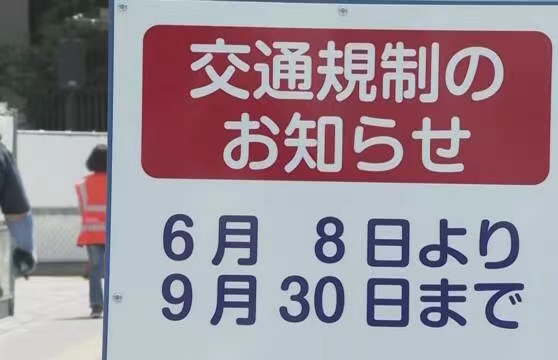 交通規制の
お知らせ
6月 8日より
9月30日まで